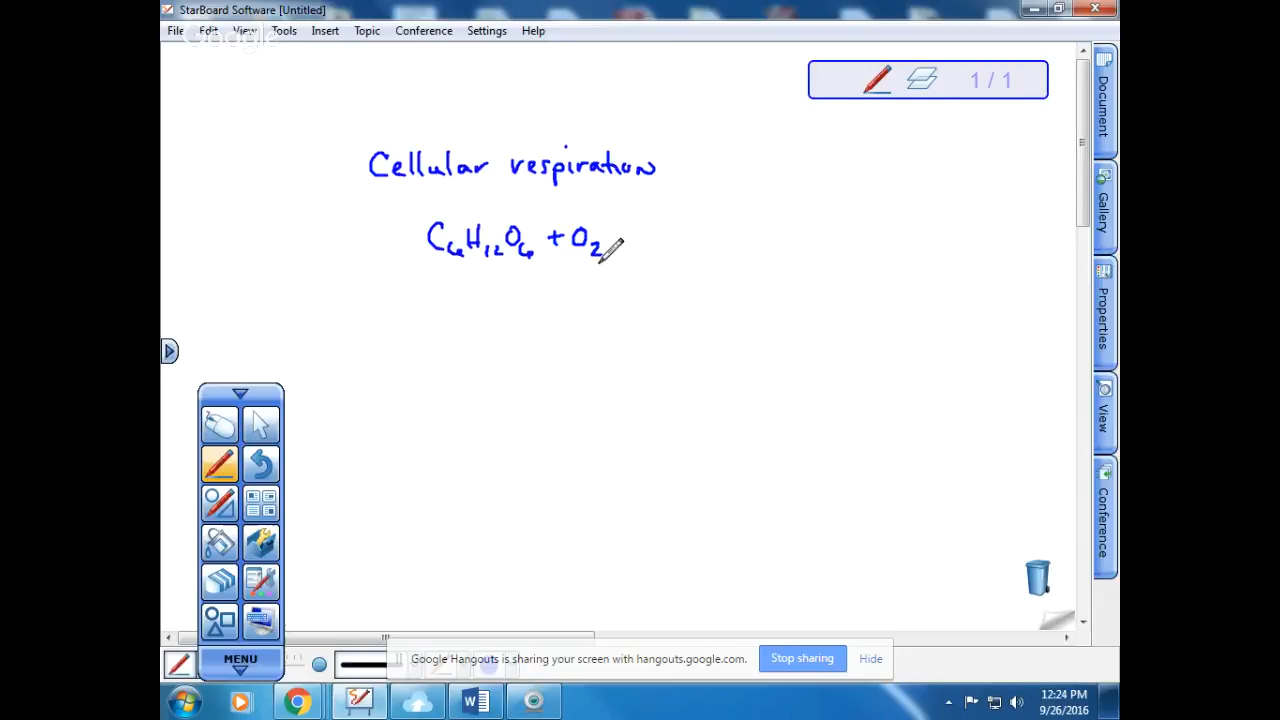 StarBoard Software [Untitled]
File Edit View Tools Insert Topic Conference Settings Help
Google
1 / 1
Document
Gallery
Properties
View
Conference
Cellular respiration
C₆H₁₂O₆ + O₂
MENU
Google Hangouts is sharing your screen with hangouts.google.com. Stop sharing Hide
12:24 PM
9/26/2016